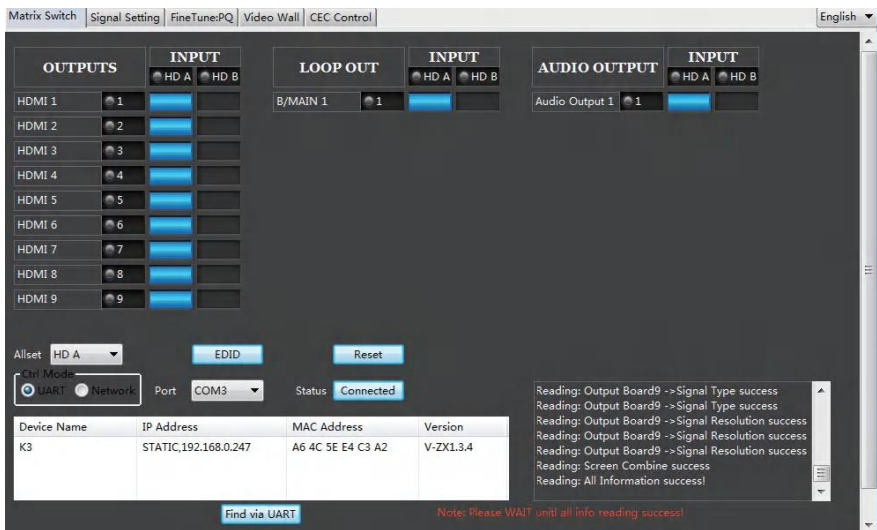 Matrix Switch Signal Setting FineTune:PQ Video Wall CEC Control English
OUTPUTS INPUT LOOP OUT INPUT AUDIO OUTPUT INPUT
HD A HD B HD A HD B HD A HD B
HDMI 1 1 B/MAIN 1 1 Audio Output 1 1
HDMI 2 2
HDMI 3 3
HDMI 4 4
HDMI 5 5
HDMI 6 6
HDMI 7 7
HDMI 8 8
HDMI 9 9
Allset HD A EDID Reset
Ctrl Mode
UART Network Port COM3 Status Connected
Device Name IP Address MAC Address Version
K3 STATIC,192.168.0.247 A6 4C 5E E4 C3 A2 V-ZX1.3.4
Reading: Output Board9 ->Signal Type success
Reading: Output Board9 ->Signal Type success
Reading: Output Board9 ->Signal Resolution success
Reading: Output Board9 ->Signal Resolution success
Reading: Output Board9 ->Signal Resolution success
Reading: Screen Combine success
Reading: All Information success!
Find via UART Note: Please WAIT unitl all info reading success!